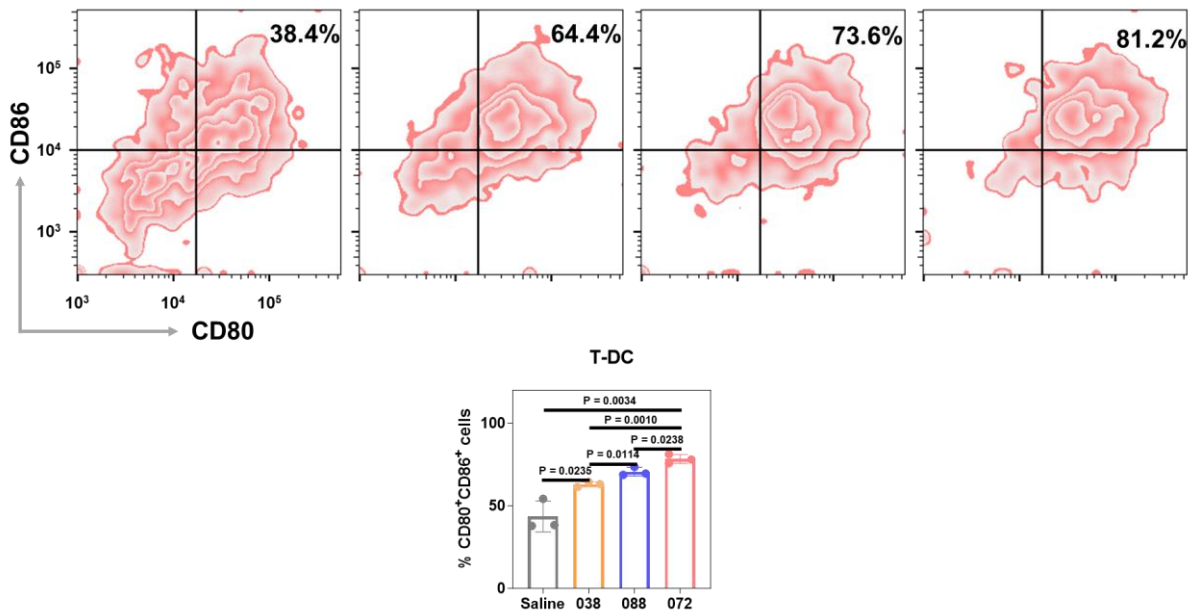 38.4%
64.4%
73.6%
81.2%
CD86
10⁵
10⁴
10³
10³ 10⁴ 10⁵
CD80
T-DC
% CD80⁺CD86⁺ cells
100
50
0
P = 0.0034
P = 0.0010
P = 0.0238
P = 0.0114
P = 0.0235
Saline 038 088 072